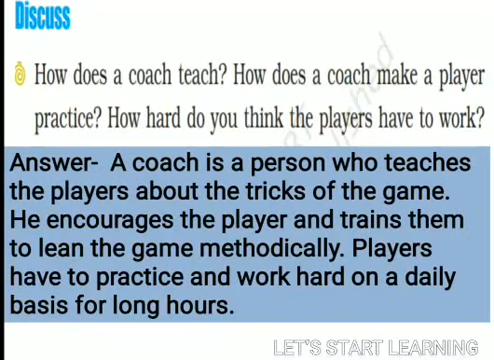 Discuss
How does a coach teach? How does a coach make a player
practice? How hard do you think the players have to work?
Answer- A coach is a person who teaches
the players about the tricks of the game.
He encourages the player and trains them
to lean the game methodically. Players
have to practice and work hard on a daily
basis for long hours.
LET'S START LEARNING